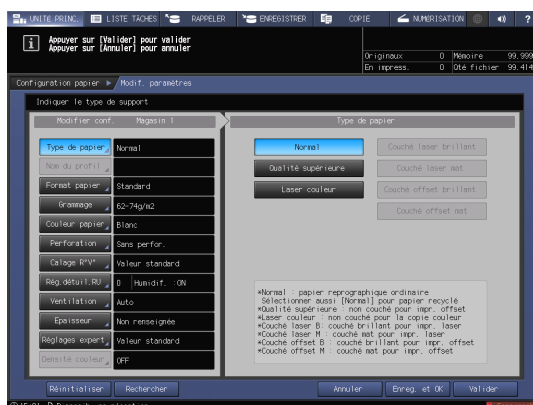 UNITE PRINC. LISTE TÂCHES RAPPELER ENREGISTRER COPIE NUMERISATION ?
Appuyer sur [Valider] pour valider
Appuyer sur [Annuler] pour annuler
Originaux 0 Mémoire 99.999
En impress. 0 Qté fichier 99.414
Configuration papier ▶ Modif. paramètres
Indiquer le type de support
Modifier conf. Magasin 1
Type de papier
Type de papier Normal
Nom du profil
Format papier Standard
Grammage 62-74g/m2
Couleur papier Blanc
Perforation Sans perfor.
Calage R°V° Valeur standard
Rég.détuil.RU 0 Humidif. :ON
Ventilation Auto
Epaisseur Non renseignée
Réglages expert Valeur standard
Densité couleur OFF
Normal Couché laser brillant
Qualité supérieure Couché laser mat
Laser couleur Couché offset brillant
Couché offset mat
*Normal : papier reprographique ordinaire
Sélectionner aussi [Normal] pour papier recyclé
*Qualité supérieure : non couché pour impr. offset
*Laser couleur : non couché pour la copie couleur
*Couché laser B: couché brillant pour impr. laser
*Couché laser M : couché mat pour impr. laser
*Couché offset B : couché brillant pour impr. offset
*Couché offset M : couché mat pour impr. offset
Réinitialiser Rechercher Annuler Enreg. et OK Valider